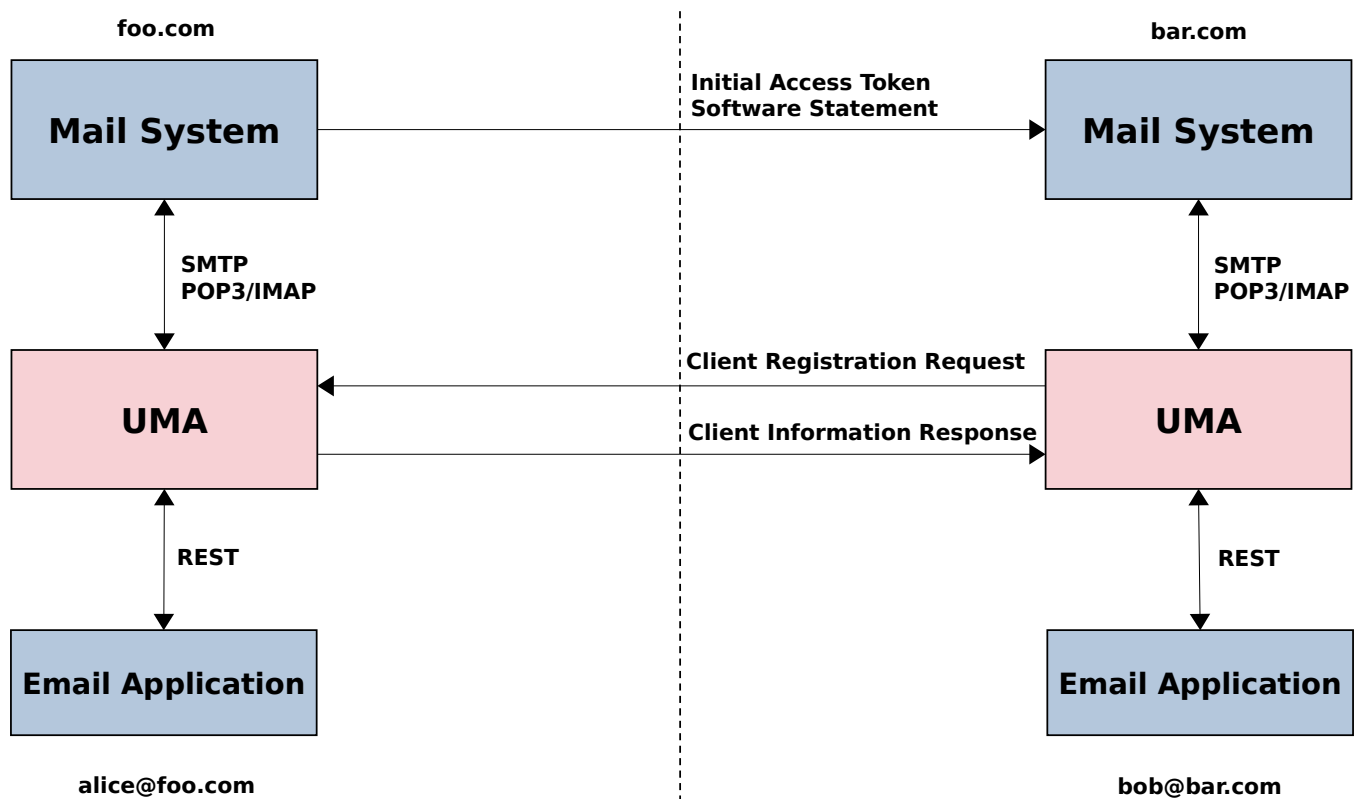 foo.com
bar.com
Initial Access Token
Software Statement
Mail System
Mail System
SMTP
POP3/IMAP
SMTP
POP3/IMAP
Client Registration Request
UMA
UMA
Client Information Response
REST
REST
Email Application
Email Application
alice@foo.com
bob@bar.com